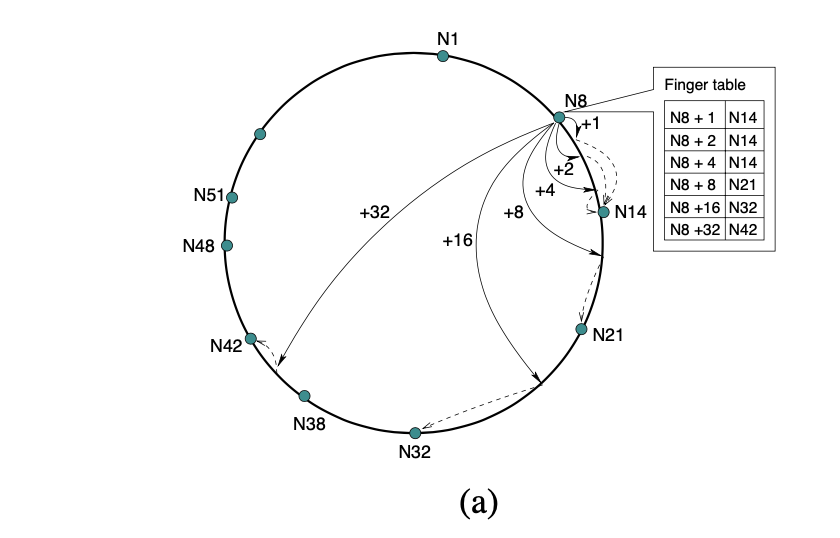 N1
N8
Finger table
N8 + 1 N14
N8 + 2 N14
N8 + 4 N14
N8 + 8 N21
N8 +16 N32
N8 +32 N42
+1
+2
+4
+8
+16
+32
N14
N51
N48
N21
N42
N38
N32
(a)